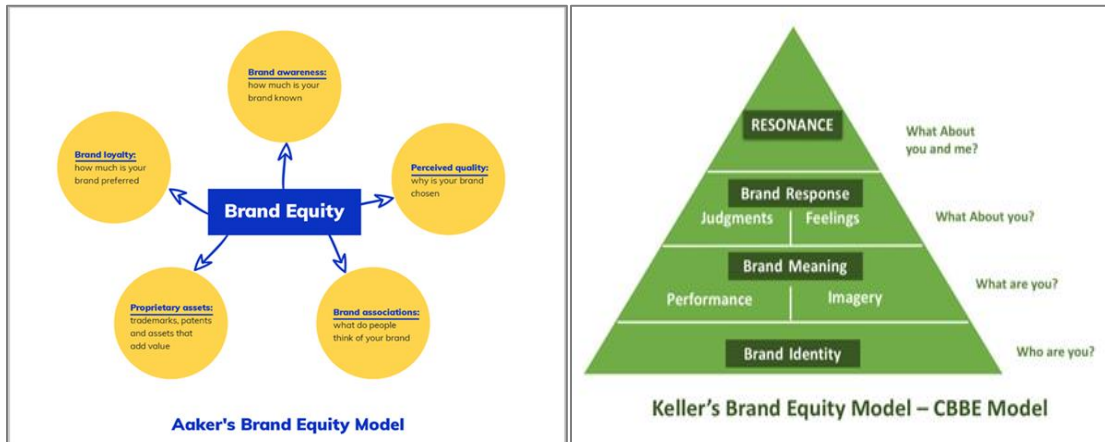 Brand awareness:
how much is your
brand known
Brand loyalty:
how much is your
brand preferred
Perceived quality:
why is your brand
chosen
Brand Equity
Proprietary assets:
trademarks, patents
and assets that
add value
Brand associations:
what do people
think of your brand
Aaker's Brand Equity Model
RESONANCE
What About
you and me?
Brand Response
Judgments
Feelings
What About you?
Brand Meaning
Performance
Imagery
What are you?
Brand Identity
Who are you?
Keller's Brand Equity Model – CBBE Model